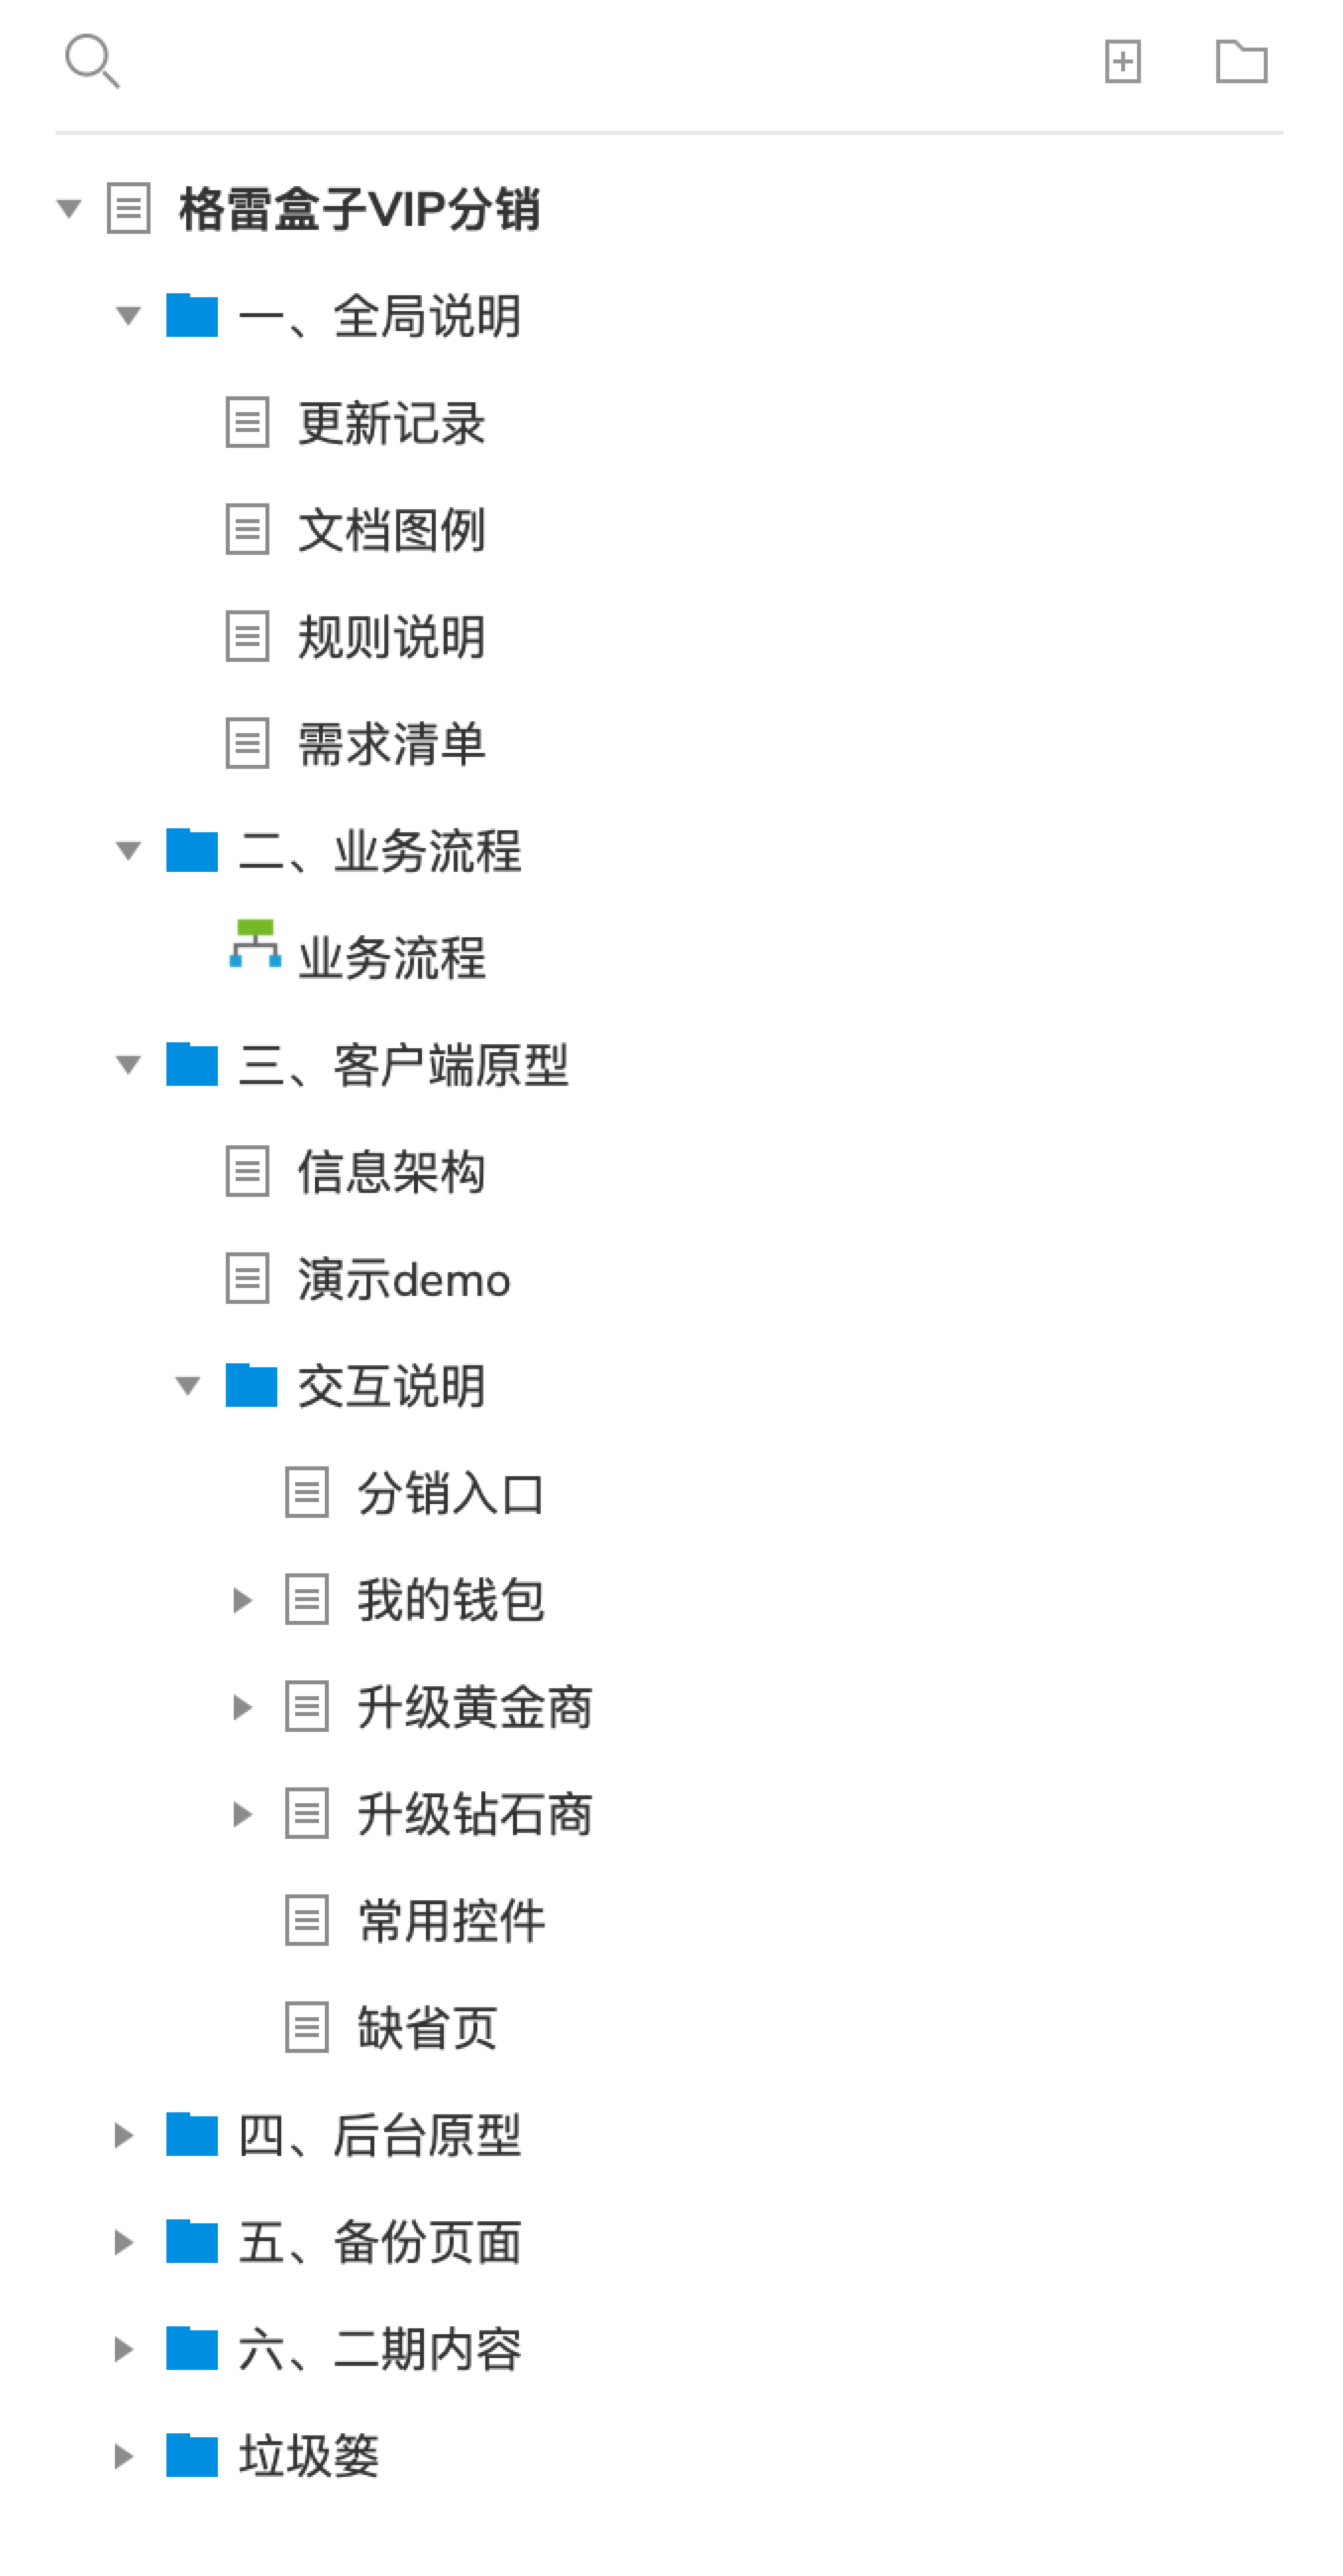 格雷盒子VIP分销
一、全局说明
更新记录
文档图例
规则说明
需求清单
二、业务流程
业务流程
三、客户端原型
信息架构
演示demo
交互说明
分销入口
我的钱包
升级黄金商
升级钻石商
常用控件
缺省页
四、后台原型
五、备份页面
六、二期内容
垃圾篓